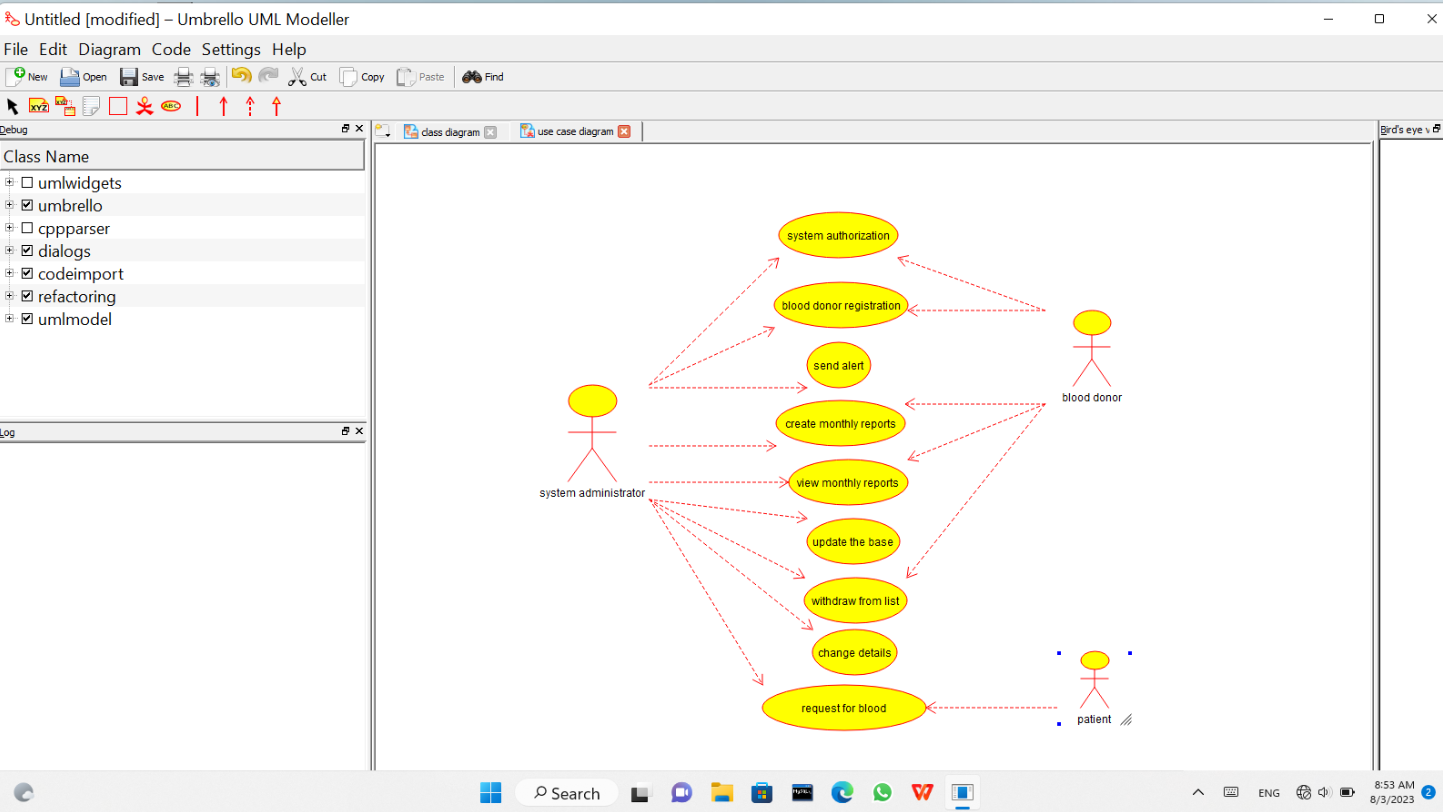 Untitled [modified] – Umbrello UML Modeller
File Edit Diagram Code Settings Help
New Open Save Cut Copy Paste Find
XYZ ABC
Debug
class diagram
use case diagram
Bird's eye v
Class Name
umlwidgets
umbrello
cppparser
dialogs
codeimport
refactoring
umlmodel
Log
system authorization
blood donor registration
send alert
create monthly reports
view monthly reports
update the base
withdraw from list
change details
request for blood
system administrator
blood donor
patient
Search
ENG
8:53 AM
8/3/2023
2